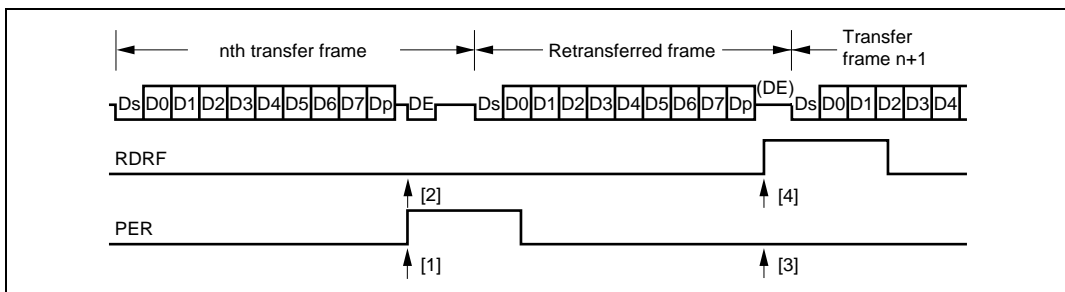 nth transfer frame
Retransferred frame
Transfer
frame n+1
Ds D0 D1 D2 D3 D4 D5 D6 D7 Dp DE Ds D0 D1 D2 D3 D4 D5 D6 D7 Dp (DE) Ds D0 D1 D2 D3 D4
RDRF
[2] [4]
PER
[1] [3]